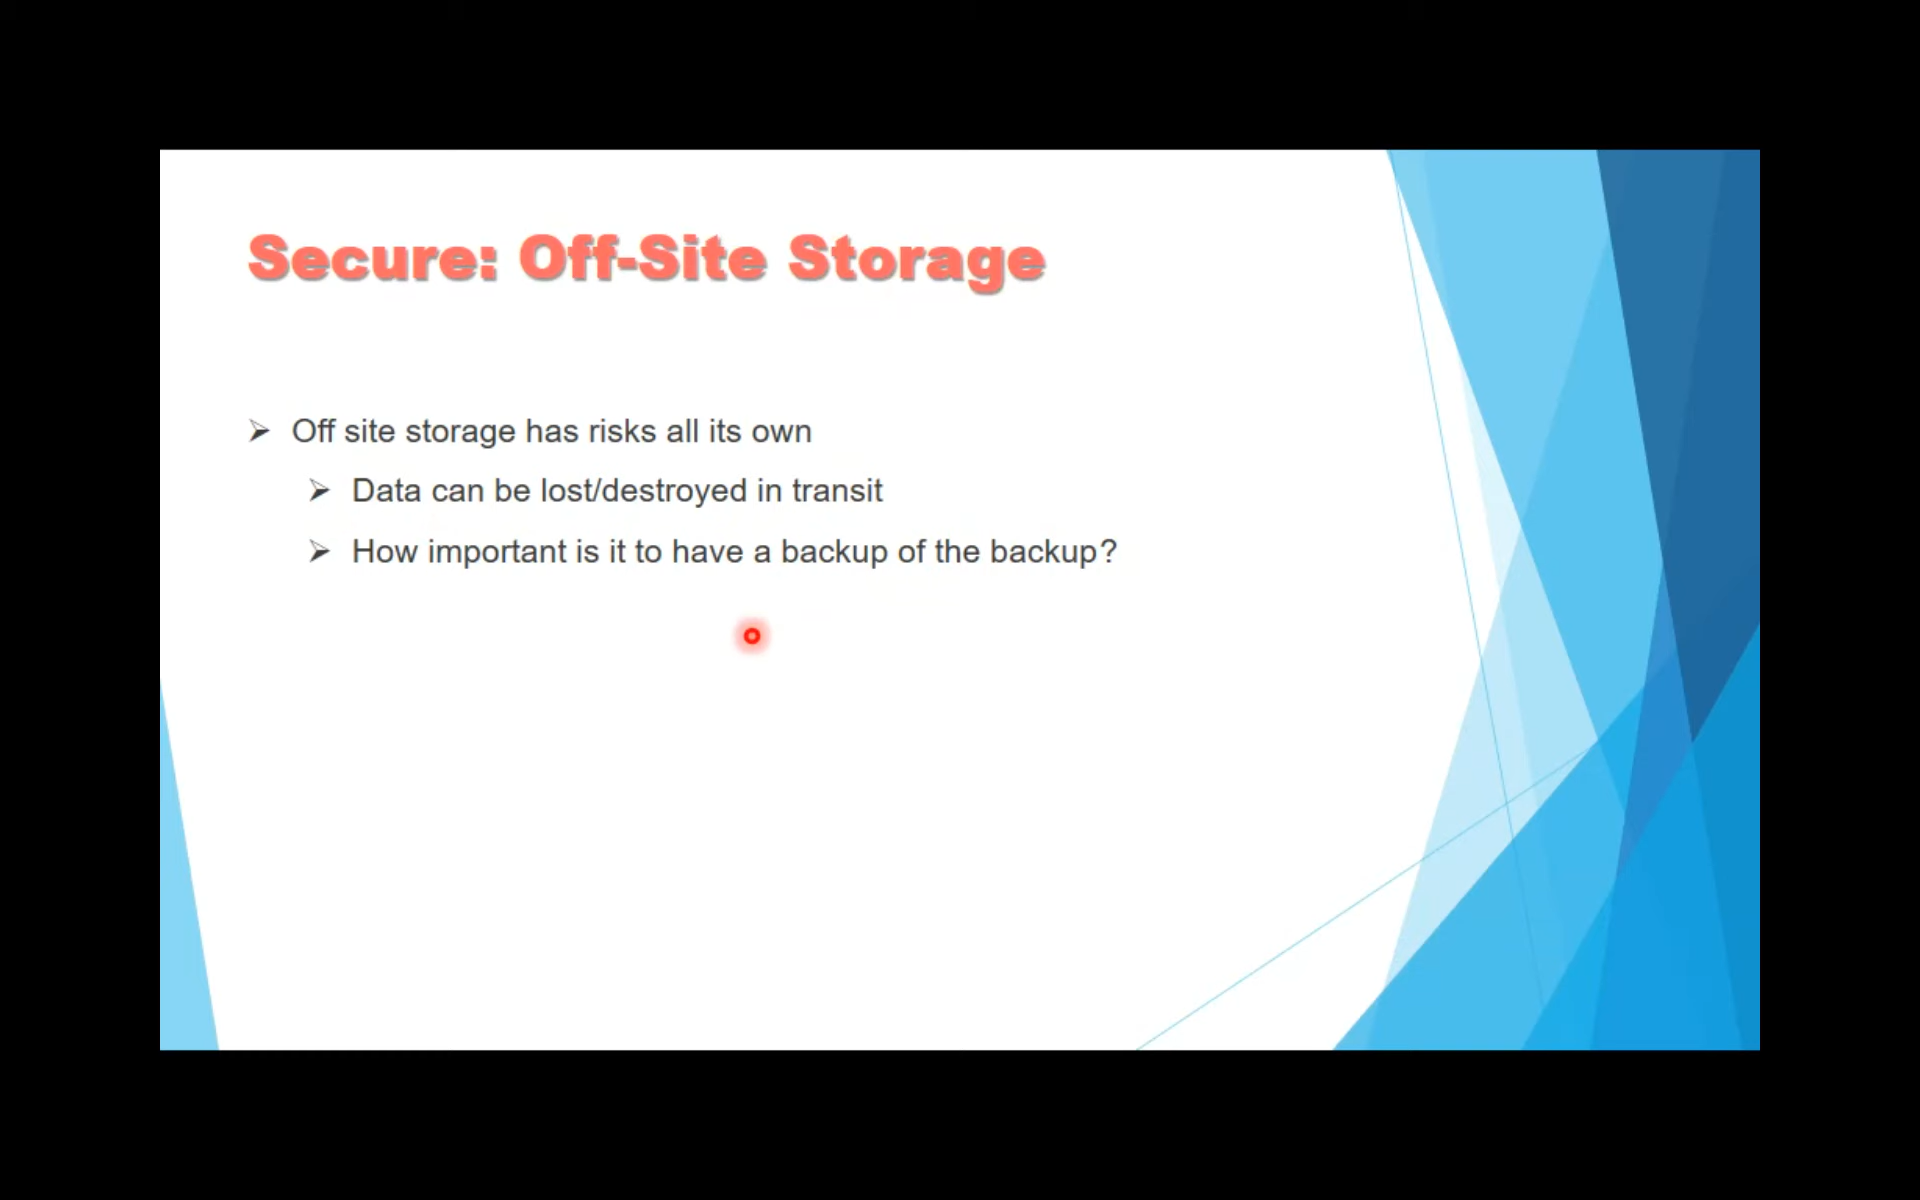 Secure: Off-Site Storage
Off site storage has risks all its own
Data can be lost/destroyed in transit
How important is it to have a backup of the backup?